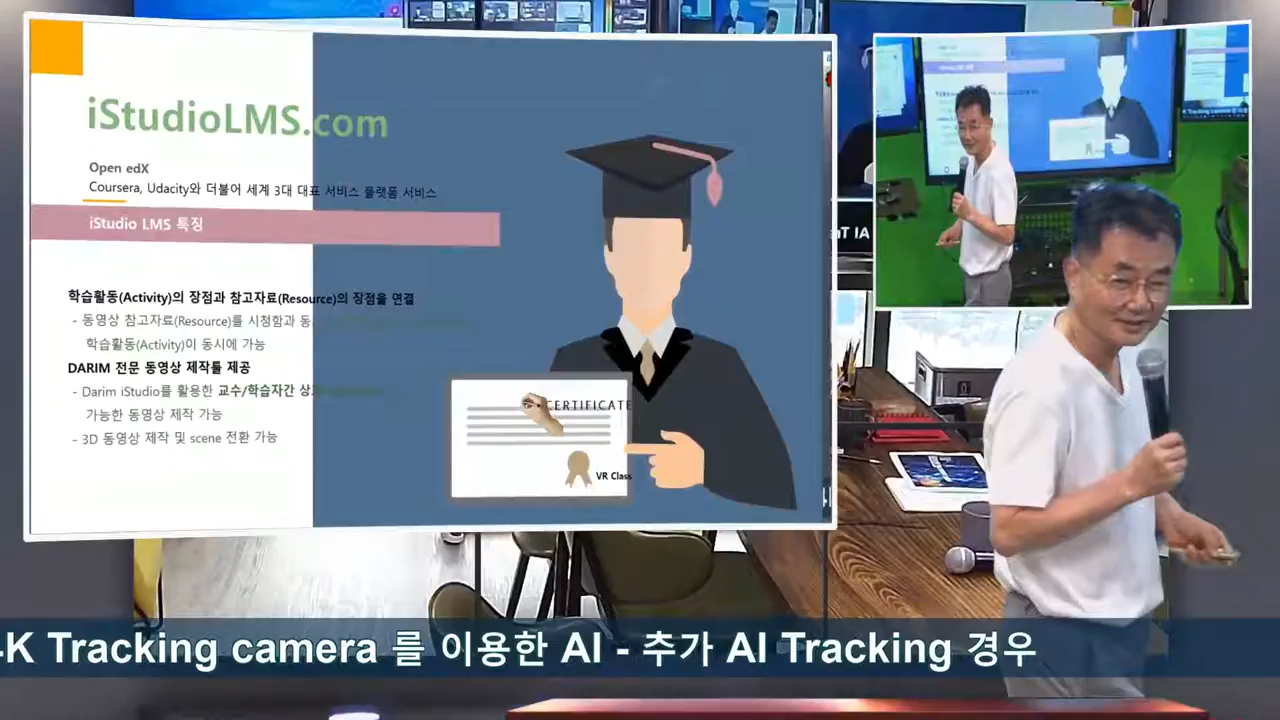 iStudioLMS.com
Open edX
Coursera, Udacity와 더불어 세계 3대 대표 서비스 플랫폼 서비스
iStudio LMS 특징
학습활동(Activity)의 장점과 참고자료(Resource)의 장점을 연결
- 동영상 참고자료(Resource)를 시청함과 동
학습활동(Activity)이 동시에 가능
DARIM 전문 동영상 제작툴 제공
- Darim iStudio를 활용한 교수/학습자간 상
가능한 동영상 제작 가능
- 3D 동영상 제작 및 scene 전환 가능
CERTIFICATE
VR Class
IA
K Tracking camera 를 이용한 AI - 추가 AI Tracking 경우